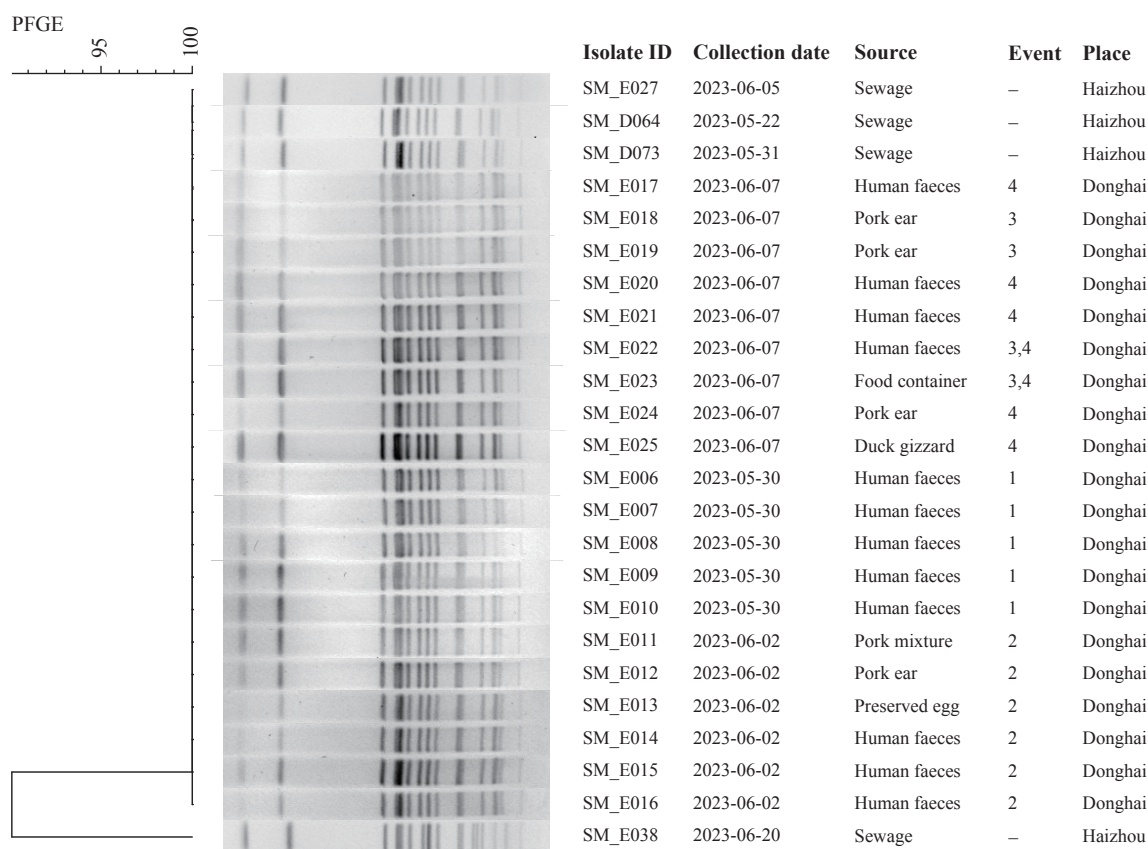 PFGE
95
100
Isolate ID Collection date Source Event Place
SM_E027 2023-06-05 Sewage – Haizhou
SM_D064 2023-05-22 Sewage – Haizhou
SM_D073 2023-05-31 Sewage – Haizhou
SM_E017 2023-06-07 Human faeces 4 Donghai
SM_E018 2023-06-07 Pork ear 3 Donghai
SM_E019 2023-06-07 Pork ear 3 Donghai
SM_E020 2023-06-07 Human faeces 4 Donghai
SM_E021 2023-06-07 Human faeces 4 Donghai
SM_E022 2023-06-07 Human faeces 3,4 Donghai
SM_E023 2023-06-07 Food container 3,4 Donghai
SM_E024 2023-06-07 Pork ear 4 Donghai
SM_E025 2023-06-07 Duck gizzard 4 Donghai
SM_E006 2023-05-30 Human faeces 1 Donghai
SM_E007 2023-05-30 Human faeces 1 Donghai
SM_E008 2023-05-30 Human faeces 1 Donghai
SM_E009 2023-05-30 Human faeces 1 Donghai
SM_E010 2023-05-30 Human faeces 1 Donghai
SM_E011 2023-06-02 Pork mixture 2 Donghai
SM_E012 2023-06-02 Pork ear 2 Donghai
SM_E013 2023-06-02 Preserved egg 2 Donghai
SM_E014 2023-06-02 Human faeces 2 Donghai
SM_E015 2023-06-02 Human faeces 2 Donghai
SM_E016 2023-06-02 Human faeces 2 Donghai
SM_E038 2023-06-20 Sewage – Haizhou